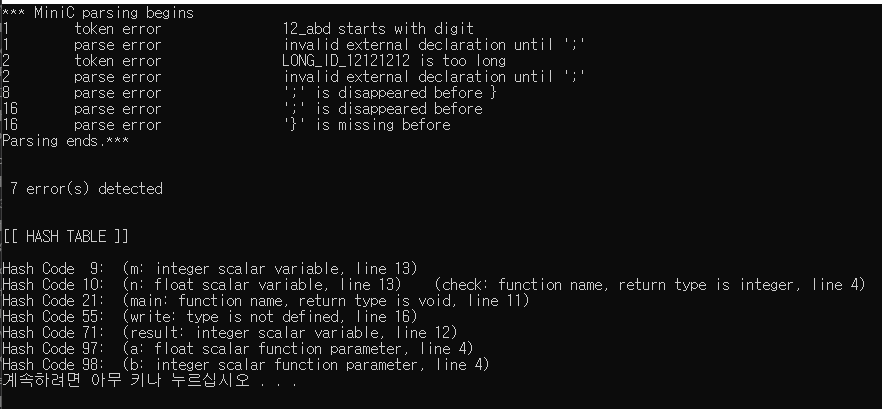 *** MiniC parsing begins
1 token error 12_abd starts with digit
1 parse error invalid external declaration until ';'
2 token error LONG_ID_12121212 is too long
2 parse error invalid external declaration until ';'
8 parse error ';' is disappeared before }
16 parse error ';' is disappeared before
16 parse error '}' is missing before
Parsing ends.***
7 error(s) detected
[[ HASH TABLE ]]
Hash Code 9: (m: integer scalar variable, line 13)
Hash Code 10: (n: float scalar variable, line 13) (check: function name, return type is integer, line 4)
Hash Code 21: (main: function name, return type is void, line 11)
Hash Code 55: (write: type is not defined, line 16)
Hash Code 71: (result: integer scalar variable, line 12)
Hash Code 97: (a: float scalar function parameter, line 4)
Hash Code 98: (b: integer scalar function parameter, line 4)
계속하려면 아무 키나 누르십시오 . . .